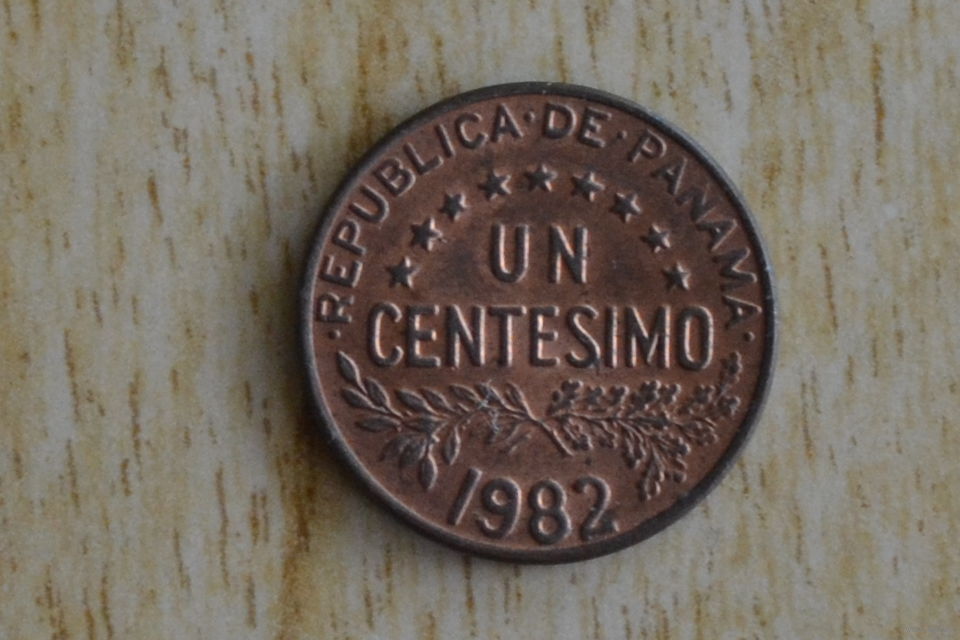 ·REPUBLICA·DE·PANAMA·
UN
CENTESIMO
1982